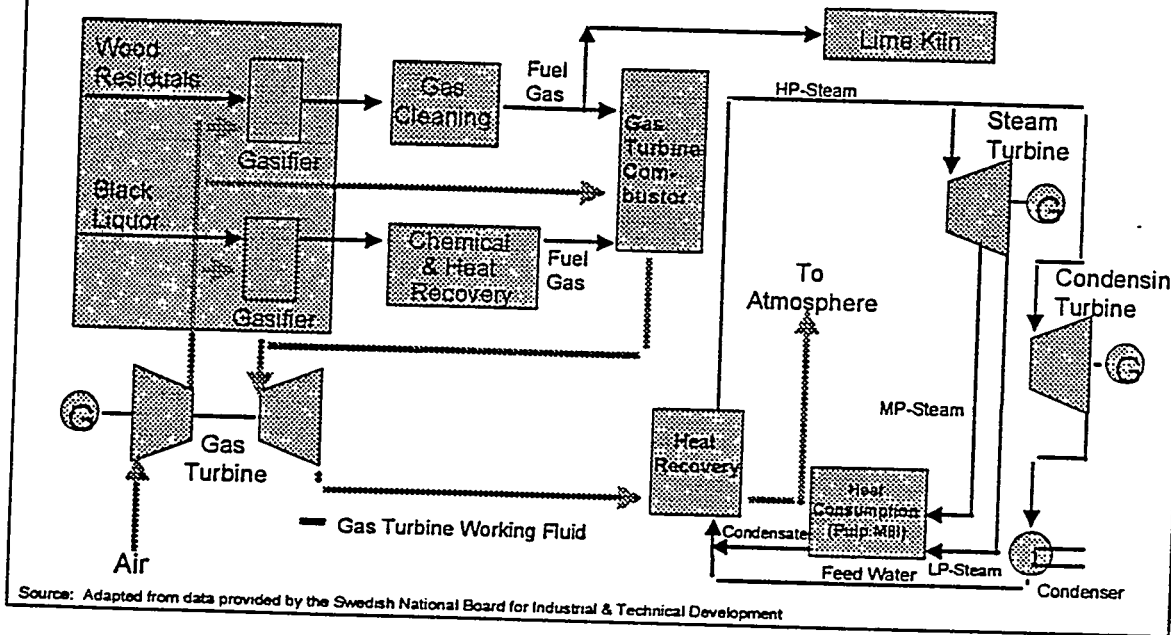 Wood
Residuals
Gasifier
Gas
Cleaning
Fuel
Gas
Lime Kiln
Gas
Turbine
Com-
bustor
Black
Liquor
Gasifier
Chemical
& Heat
Recovery
Fuel
Gas
HP-Steam
Steam
Turbine
G
To
Atmosphere
Condensin
Turbine
G
MP-Steam
G
Gas
Turbine
Heat
Recovery
Heat
Consumption
(Pulp Mill)
Gas Turbine Working Fluid
Condensate
LP-Steam
Feed Water
Condenser
Air
Source: Adapted from data provided by the Swedish National Board for Industrial & Technical Development